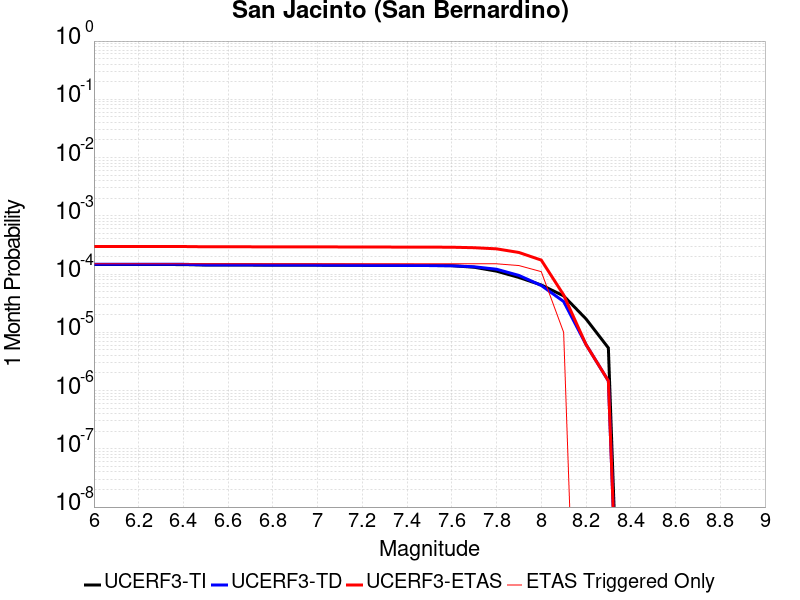 San Jacinto (San Bernardino)
10^0
10^-1
10^-2
10^-3
10^-4
10^-5
10^-6
10^-7
10^-8
1 Month Probability
6 6.2 6.4 6.6 6.8 7 7.2 7.4 7.6 7.8 8 8.2 8.4 8.6 8.8 9
Magnitude
UCERF3-TI UCERF3-TD UCERF3-ETAS ETAS Triggered Only